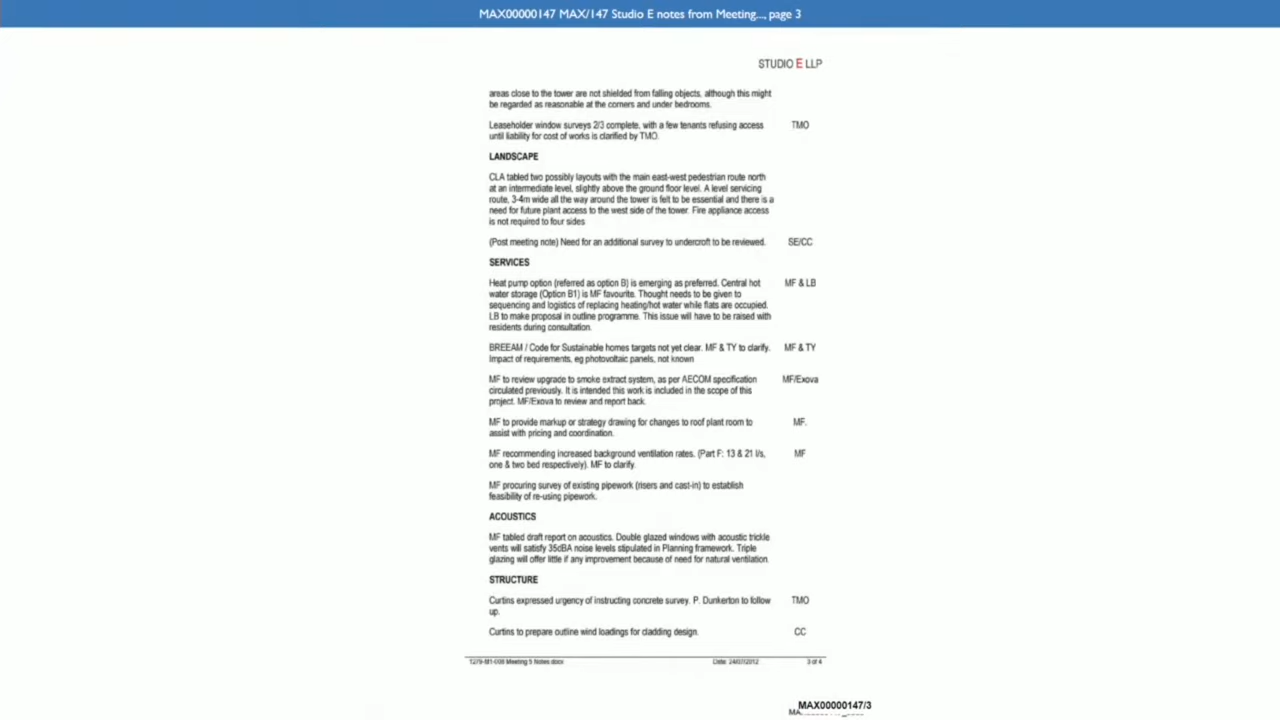 MAX00000147 MAX/147 Studio E notes from Meeting..., page 3
STUDIO E LLP
areas close to the tower are not shielded from falling objects, although this might
be regarded as reasonable at the corners and under bedrooms.
Leaseholder window surveys 2/3 complete, with a few tenants refusing access TMO
until liability for cost of works is clarified by TMO.
LANDSCAPE
CLA tabled two possibly layouts with the main east-west pedestrian route north
at an intermediate level, slightly above the ground floor level. A level servicing
route, 3-4m wide all the way around the tower is felt to be essential and there is a
need for future plant access to the west side of the tower. Fire appliance access
is not required to four sides
(Post meeting note) Need for an additional survey to undercroft to be reviewed. SE/CC
SERVICES
Heat pump option (referred as option B) is emerging as preferred. Central hot MF & LB
water storage (Option B1) is MF favourite. Thought needs to be given to
sequencing and logistics of replacing heating/hot water while flats are occupied.
LB to make proposal in outline programme. This issue will have to be raised with
residents during consultation.
BREEAM / Code for Sustainable homes targets not yet clear. MF & TY to clarify. MF & TY
Impact of requirements, eg photovoltaic panels, not known
MF to review upgrade to smoke extract system, as per AECOM specification MF/Exova
circulated previously. It is intended this work is included in the scope of this
project. MF/Exova to review and report back.
MF to provide markup or strategy drawing for changes to roof plant room to MF.
assist with pricing and coordination.
MF recommending increased background ventilation rates. (Part F: 13 & 21 l/s, MF
one & two bed respectively). MF to clarify.
MF procuring survey of existing pipework (risers and cast-in) to establish
feasibility of re-using pipework.
ACOUSTICS
MF tabled draft report on acoustics. Double glazed windows with acoustic trickle
vents will satisfy 35dBA noise levels stipulated in Planning framework. Triple
glazing will offer little if any improvement because of need for natural ventilation.
STRUCTURE
Curtins expressed urgency of instructing concrete survey. P. Dunkerton to follow TMO
up.
Curtins to prepare outline wind loadings for cladding design. CC
1279-M1-008 Meeting 5 Notes.docx Date: 24/07/2012 3 of 4
MAX00000147/3